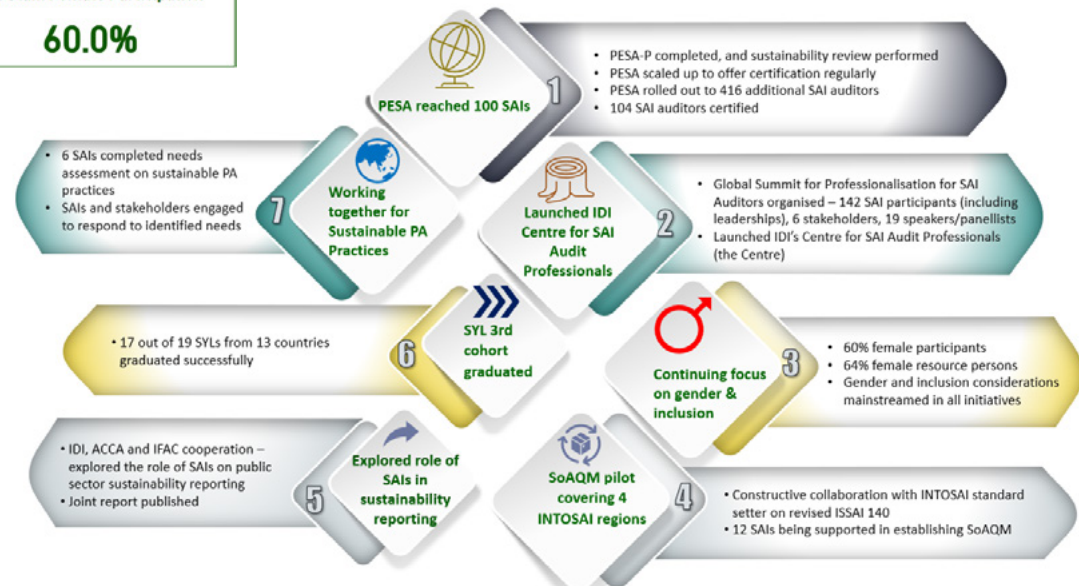 60.0%
PESA reached 100 SAIs
1
• PESA-P completed, and sustainability review performed
• PESA scaled up to offer certification regularly
• PESA rolled out to 416 additional SAI auditors
• 104 SAI auditors certified
Launched IDI
Centre for SAI
Audit
Professionals
2
• Global Summit for Professionalisation for SAI
Auditors organised – 142 SAI participants (including
leaderships), 6 stakeholders, 19 speakers/panellists
• Launched IDI's Centre for SAI Audit Professionals
(the Centre)
Continuing focus
on gender &
inclusion
3
• 60% female participants
• 64% female resource persons
• Gender and inclusion considerations
mainstreamed in all initiatives
SoAQM pilot
covering 4
INTOSAI regions
4
• Constructive collaboration with INTOSAI standard
setter on revised ISSAI 140
• 12 SAIs being supported in establishing SoAQM
Explored role of
SAIs in
sustainability
reporting
5
• IDI, ACCA and IFAC cooperation –
explored the role of SAIs on public
sector sustainability reporting
• Joint report published
SYL 3rd
cohort
graduated
6
• 17 out of 19 SYLs from 13 countries
graduated successfully
Working
together for
Sustainable PA
Practices
7
• 6 SAIs completed needs
assessment on sustainable PA
practices
• SAIs and stakeholders engaged
to respond to identified needs